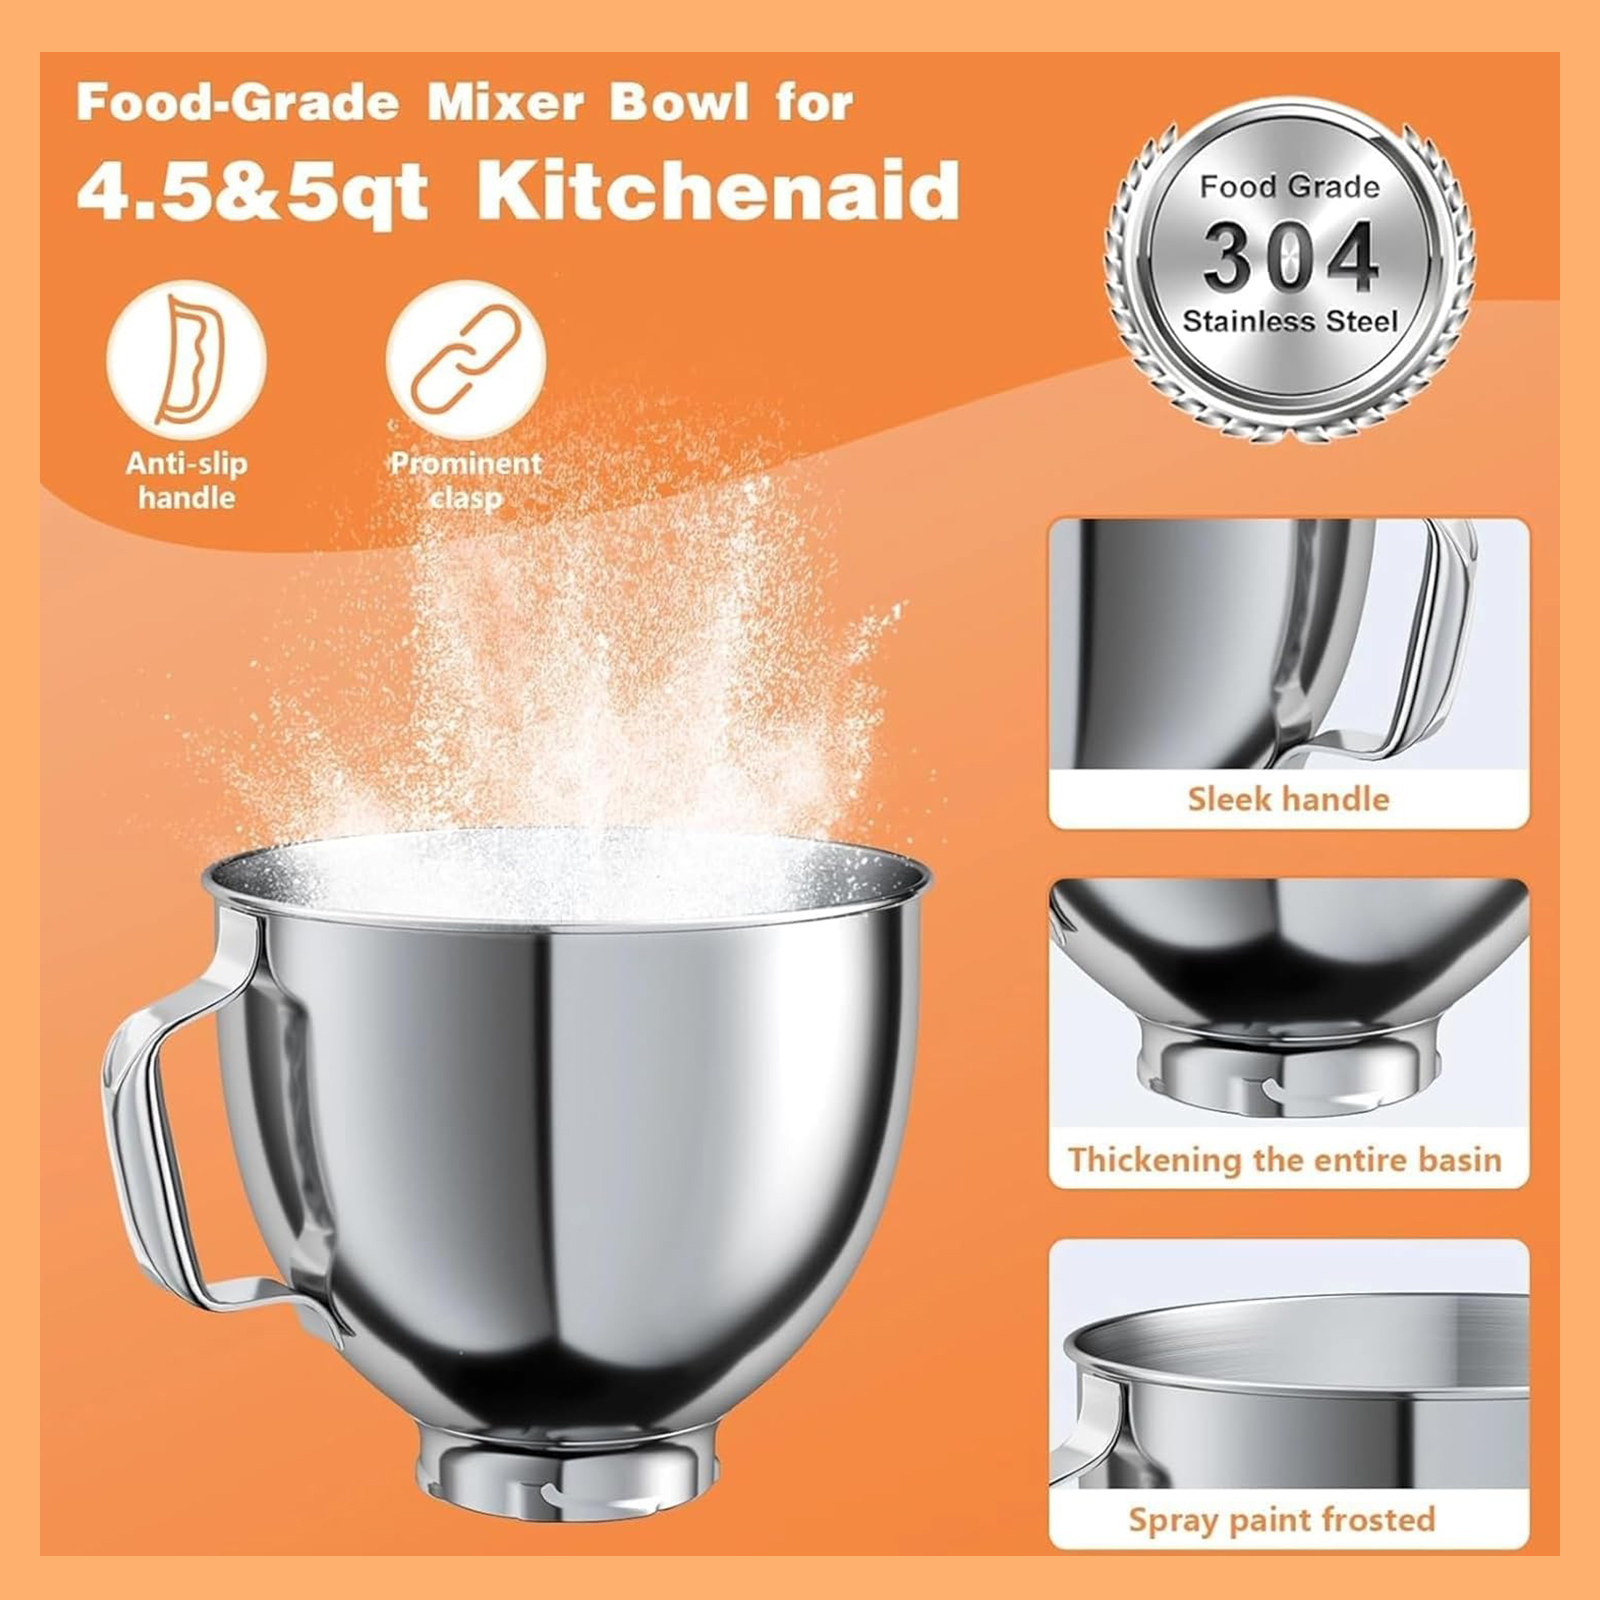 Food-Grade Mixer Bowl for
4.5&5qt Kitchenaid
Food Grade
304
Stainless Steel
Anti-slip
handle
Prominent
clasp
Sleek handle
Thickening the entire basin
Spray paint frosted